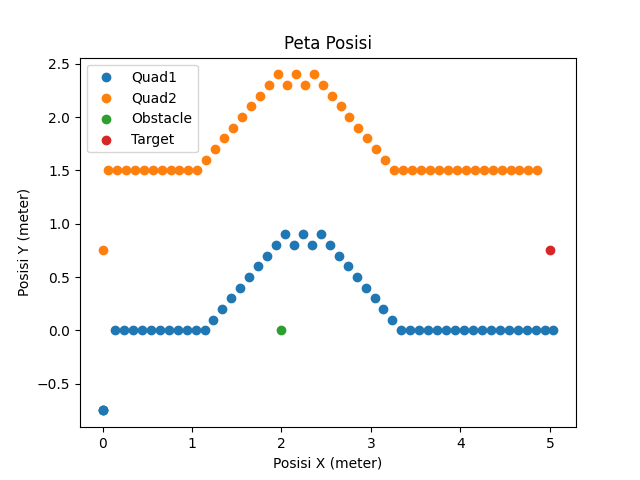 Peta Posisi
Quad1
Quad2
Obstacle
Target
Posisi Y (meter)
2.5
2.0
1.5
1.0
0.5
0.0
−0.5
0
1
2
3
4
5
Posisi X (meter)